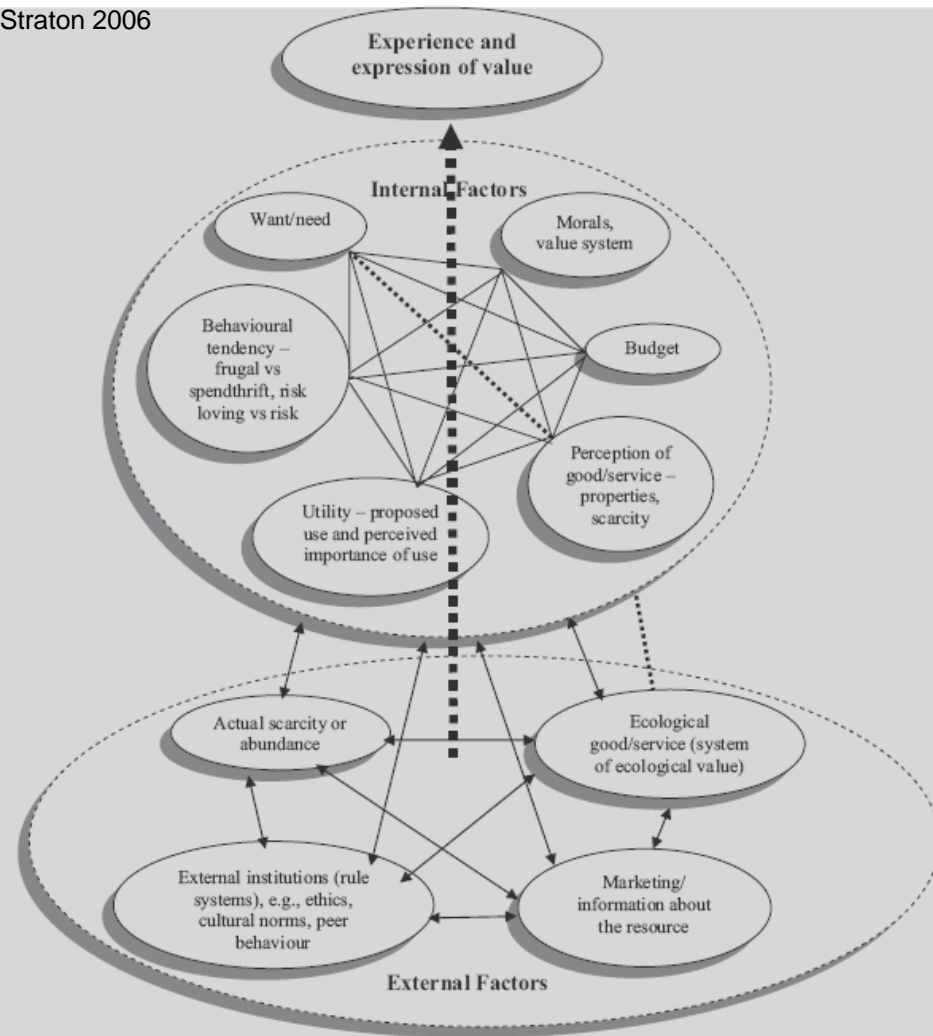 Straton 2006
Experience and
expression of value
Internal Factors
Want/need
Morals,
value system
Behavioural
tendency –
frugal vs
spendthrift, risk
loving vs risk
Budget
Perception of
good/service –
properties,
scarcity
Utility – proposed
use and perceived
importance of use
Actual scarcity or
abundance
Ecological
good/service (system
of ecological value)
External institutions (rule
systems), e.g., ethics,
cultural norms, peer
behaviour
Marketing/
information about
the resource
External Factors